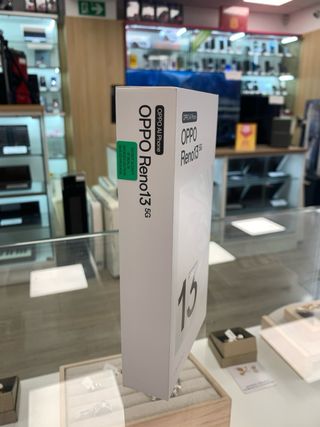 OPPO AI Phone
OPPO Reno13 5G
OPPO AI Phone
OPPO
Reno13 5G
13